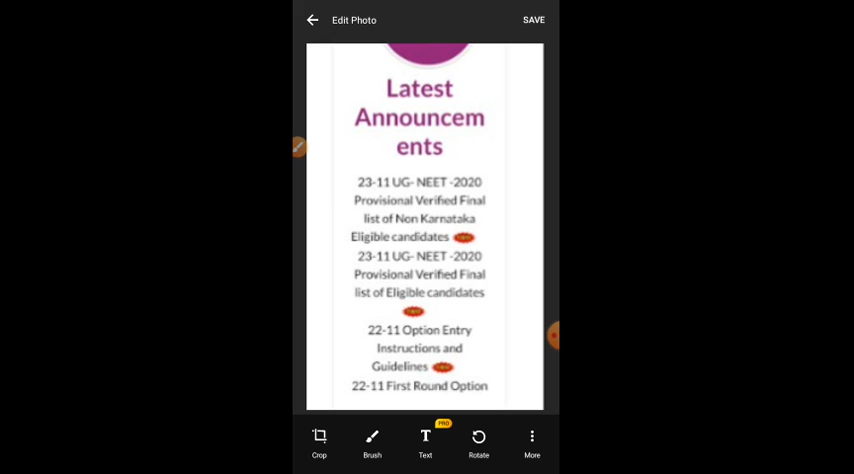 Edit Photo
SAVE
Latest
Announcem
ents
23-11 UG- NEET -2020
Provisional Verified Final
list of Non Karnataka
Eligible candidates
23-11 UG- NEET -2020
Provisional Verified Final
list of Eligible candidates
22-11 Option Entry
Instructions and
Guidelines
22-11 First Round Option
PRO
Crop
Brush
Text
Rotate
More